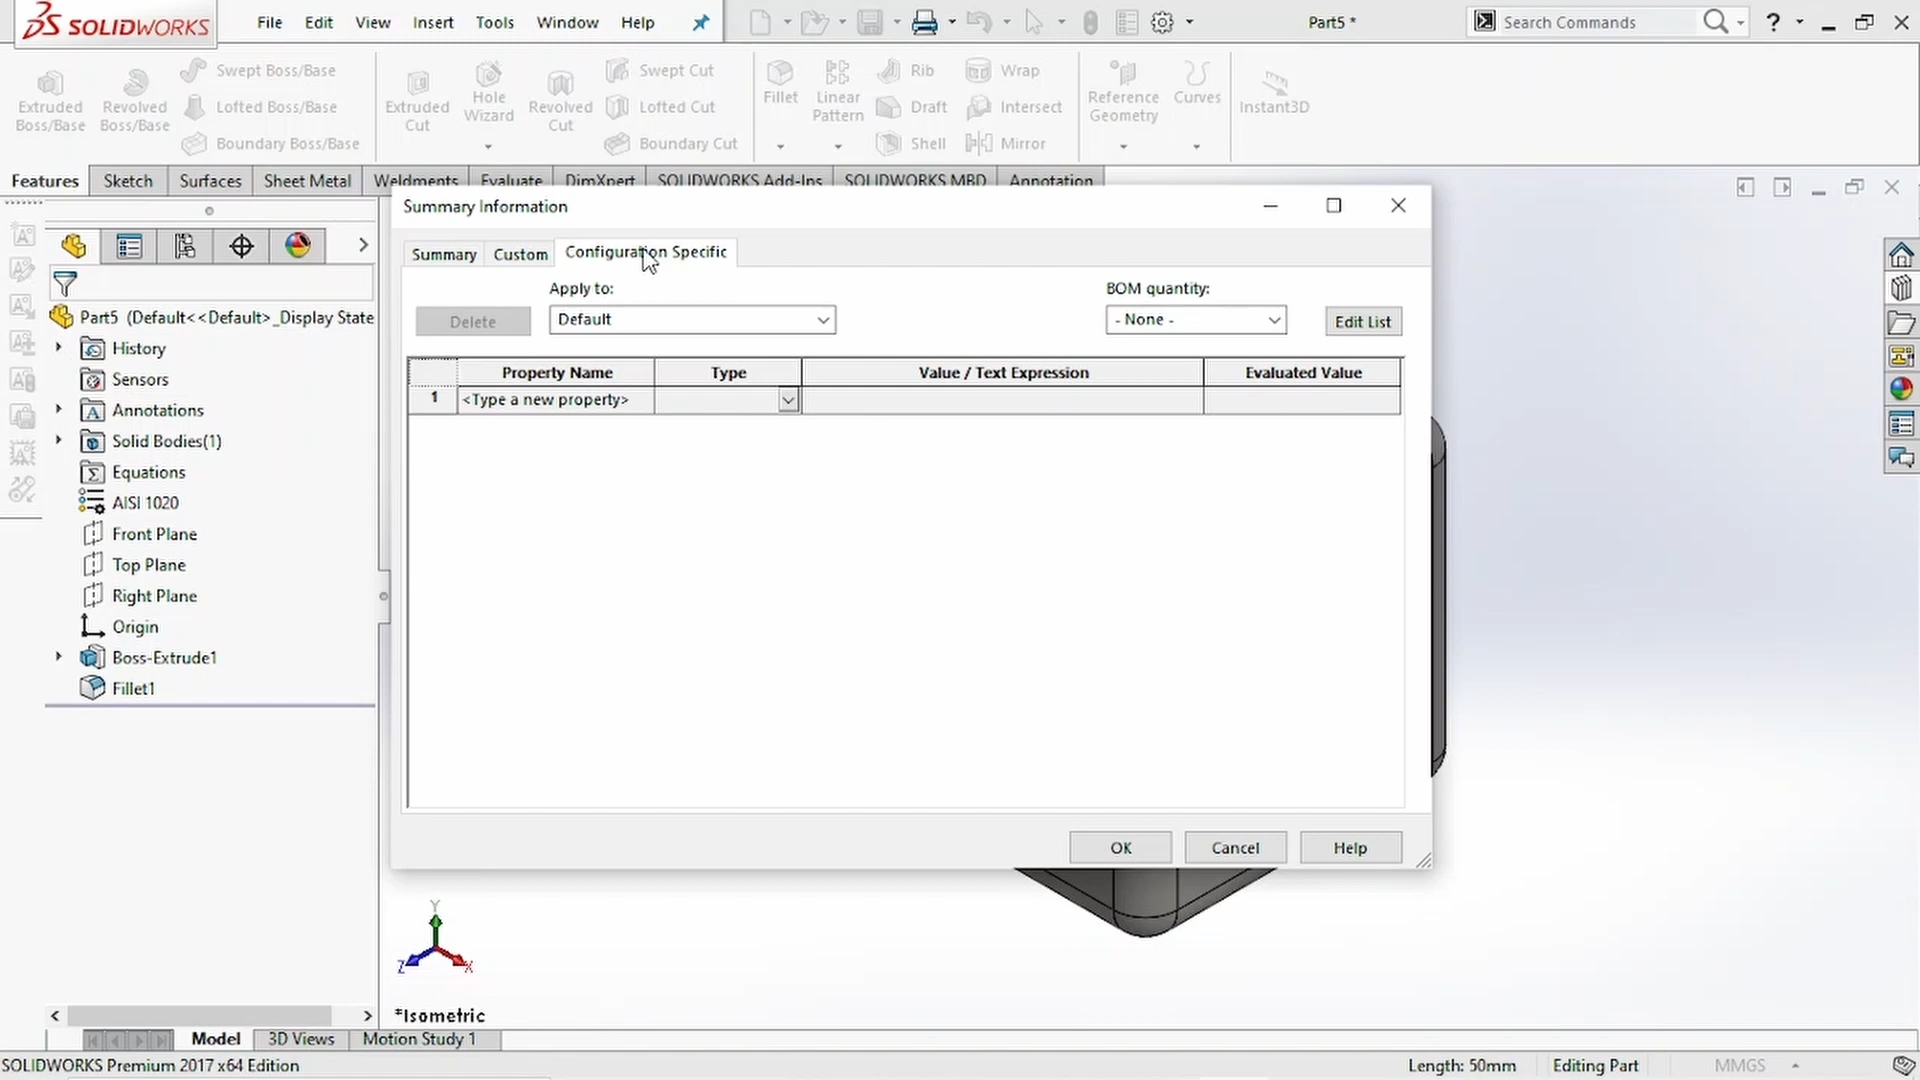 SOLIDWORKS File Edit View Insert Tools Window Help Part5 * Search Commands ?
Extruded Boss/Base
Revolved Boss/Base
Swept Boss/Base
Lofted Boss/Base
Boundary Boss/Base
Extruded Cut
Hole Wizard
Revolved Cut
Swept Cut
Lofted Cut
Boundary Cut
Fillet
Linear Pattern
Rib
Draft
Shell
Wrap
Intersect
Mirror
Reference Geometry
Curves
Instant3D
Features Sketch Surfaces Sheet Metal Weldments Evaluate DimXpert SOLIDWORKS Add-Ins SOLIDWORKS MBD Annotation
Part5 (Default<<Default>_Display State
History
Sensors
Annotations
Solid Bodies(1)
Equations
AISI 1020
Front Plane
Top Plane
Right Plane
Origin
Boss-Extrude1
Fillet1
Summary Information
Summary Custom Configuration Specific
Apply to: BOM quantity:
Delete Default - None - Edit List
Property Name Type Value / Text Expression Evaluated Value
1 <Type a new property>
OK Cancel Help
Y
Z X
*Isometric
Model 3D Views Motion Study 1
SOLIDWORKS Premium 2017 x64 Edition Length: 50mm Editing Part MMGS